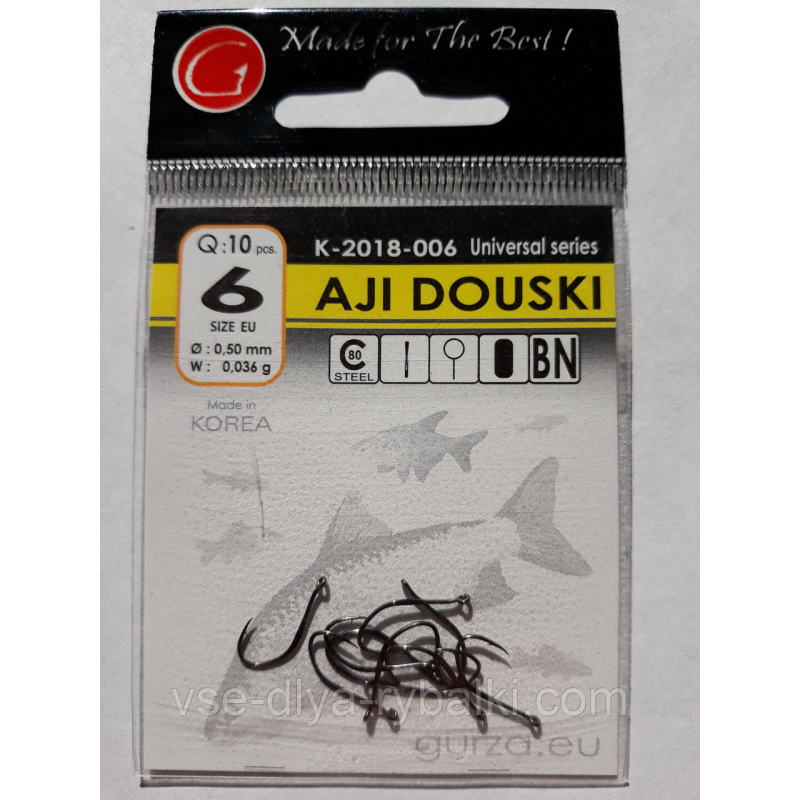 G
Made for The Best !
Q:10 pcs.
6
SIZE EU
Ø : 0,50 mm
W : 0,036 g
K-2018-006 Universal series
AJI DOUSKI
C 80
STEEL
BN
Made in
KOREA
vse-dlya-rybalki.com
gurza.eu